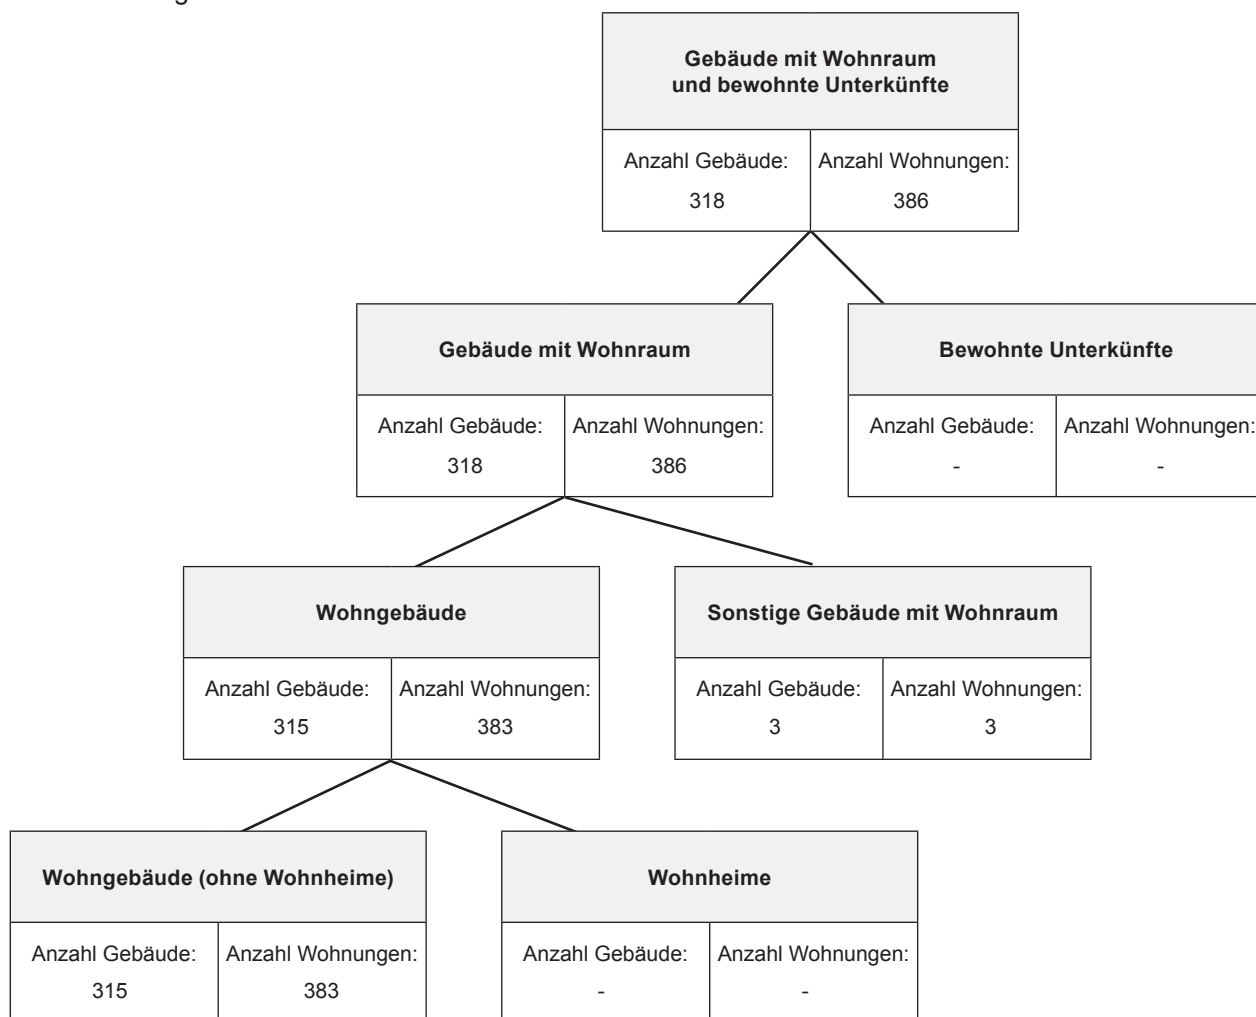 Gebäude mit Wohnraum
und bewohnte Unterkünfte
Anzahl Gebäude: Anzahl Wohnungen:
318 386
Gebäude mit Wohnraum
Anzahl Gebäude: Anzahl Wohnungen:
318 386
Bewohnte Unterkünfte
Anzahl Gebäude: Anzahl Wohnungen:
- -
Wohngebäude
Anzahl Gebäude: Anzahl Wohnungen:
315 383
Sonstige Gebäude mit Wohnraum
Anzahl Gebäude: Anzahl Wohnungen:
3 3
Wohngebäude (ohne Wohnheime)
Anzahl Gebäude: Anzahl Wohnungen:
315 383
Wohnheime
Anzahl Gebäude: Anzahl Wohnungen:
- -